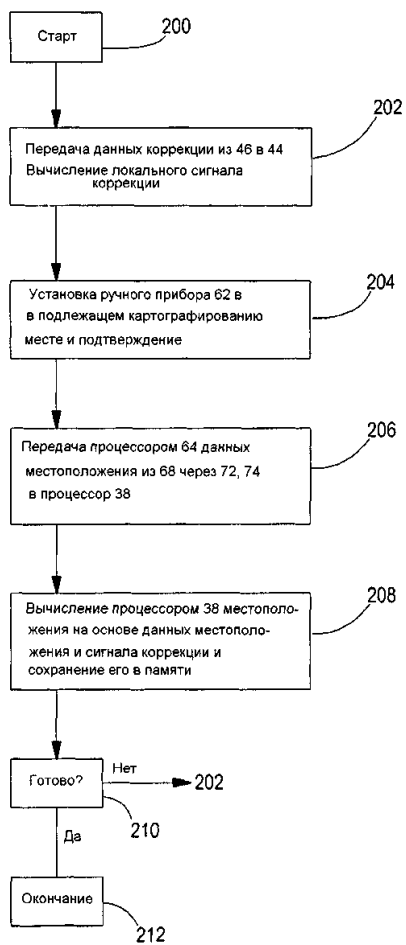 Старт
200
202
Передача данных коррекции из 46 в 44
Вычисление локального сигнала
коррекции
204
Установка ручного прибора 62 в
в подлежащем картографированию
месте и подтверждение
206
Передача процессором 64 данных
местоположения из 68 через 72, 74
в процессор 38
208
Вычисление процессором 38 местополо-
жения на основе данных местополо-
жения и сигнала коррекции и
сохранение его в памяти
Готово?
Нет
202
210
Да
Окончание
212